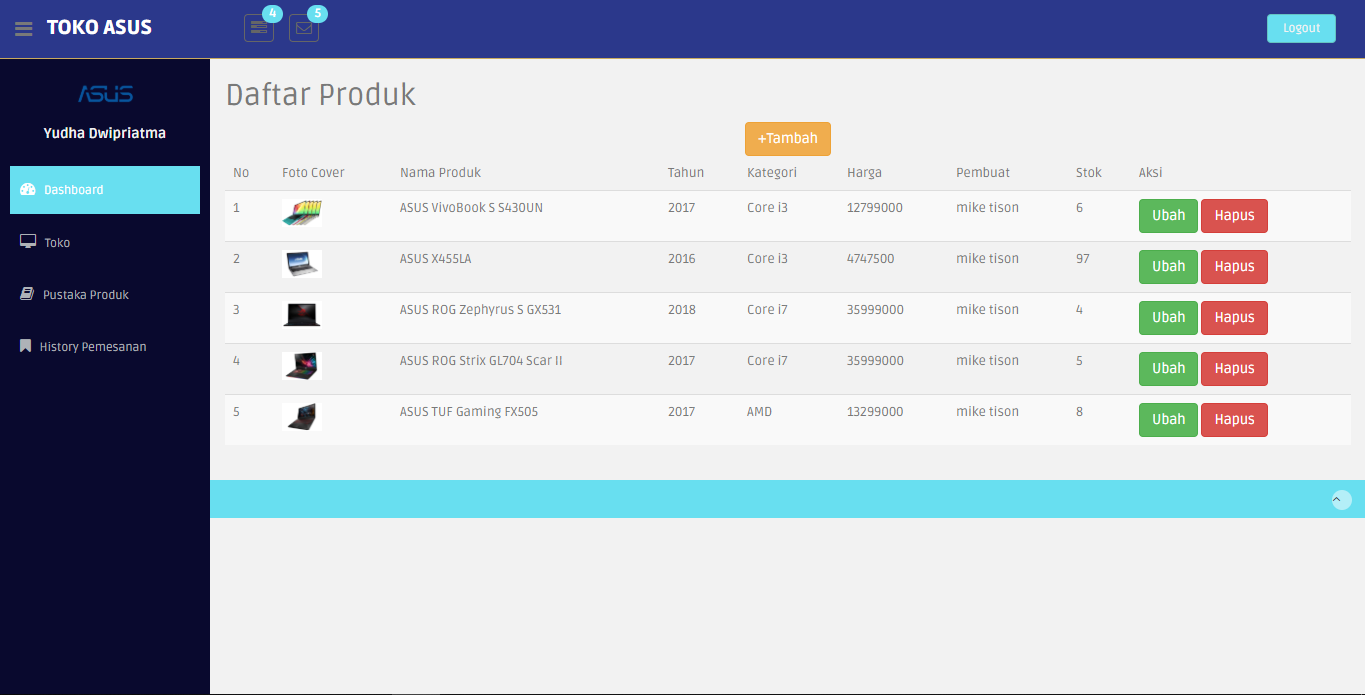 TOKO ASUS 4 5 Logout
ASUS
Yudha Dwipriatma
Dashboard
Toko
Pustaka Produk
History Pemesanan
Daftar Produk
+Tambah
No Foto Cover Nama Produk Tahun Kategori Harga Pembuat Stok Aksi
1 ASUS VivoBook S S430UN 2017 Core i3 12799000 mike tison 6 Ubah Hapus
2 ASUS X455LA 2016 Core i3 4747500 mike tison 97 Ubah Hapus
3 ASUS ROG Zephyrus S GX531 2018 Core i7 35999000 mike tison 4 Ubah Hapus
4 ASUS ROG Strix GL704 Scar II 2017 Core i7 35999000 mike tison 5 Ubah Hapus
5 ASUS TUF Gaming FX505 2017 AMD 13299000 mike tison 8 Ubah Hapus